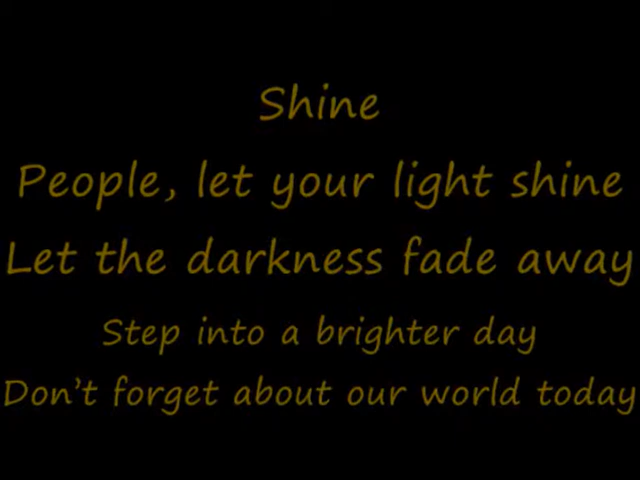 Shine
People, let your light shine
Let the darkness fade away
Step into a brighter day
Don't forget about our world today